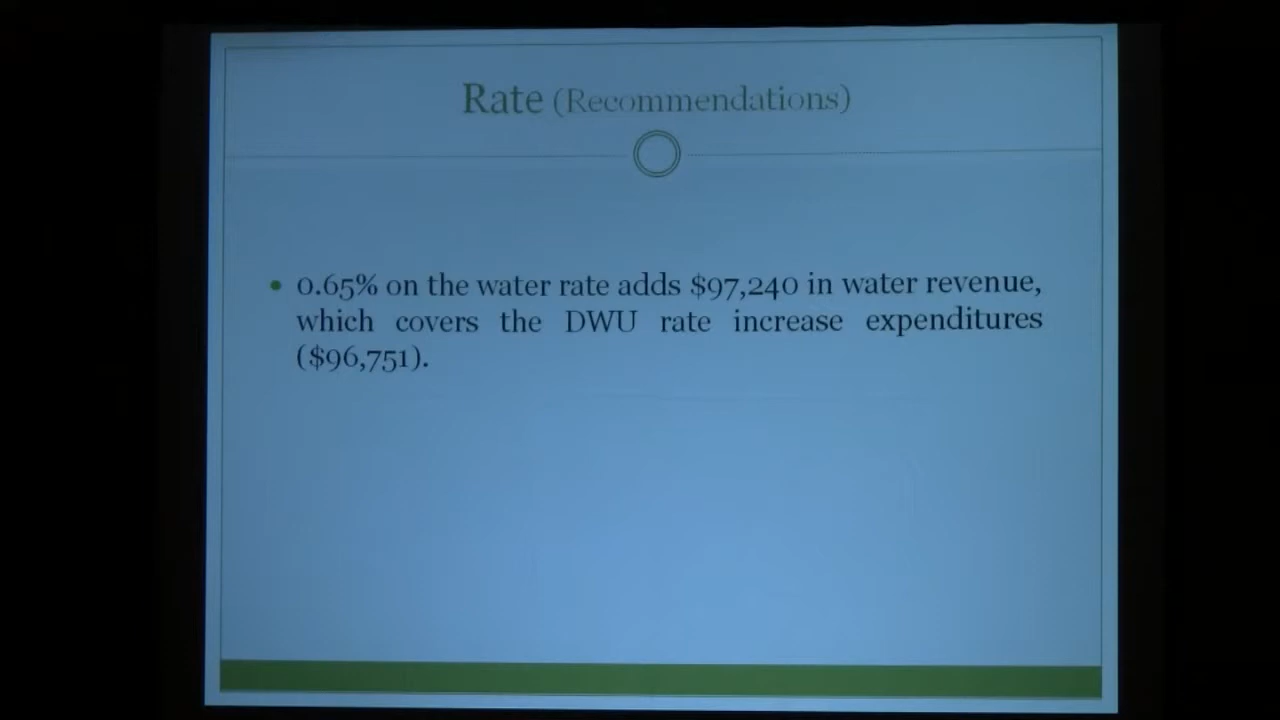 Rate (Recommendations)
• 0.65% on the water rate adds $97,240 in water revenue,
which covers the DWU rate increase expenditures
($96,751).